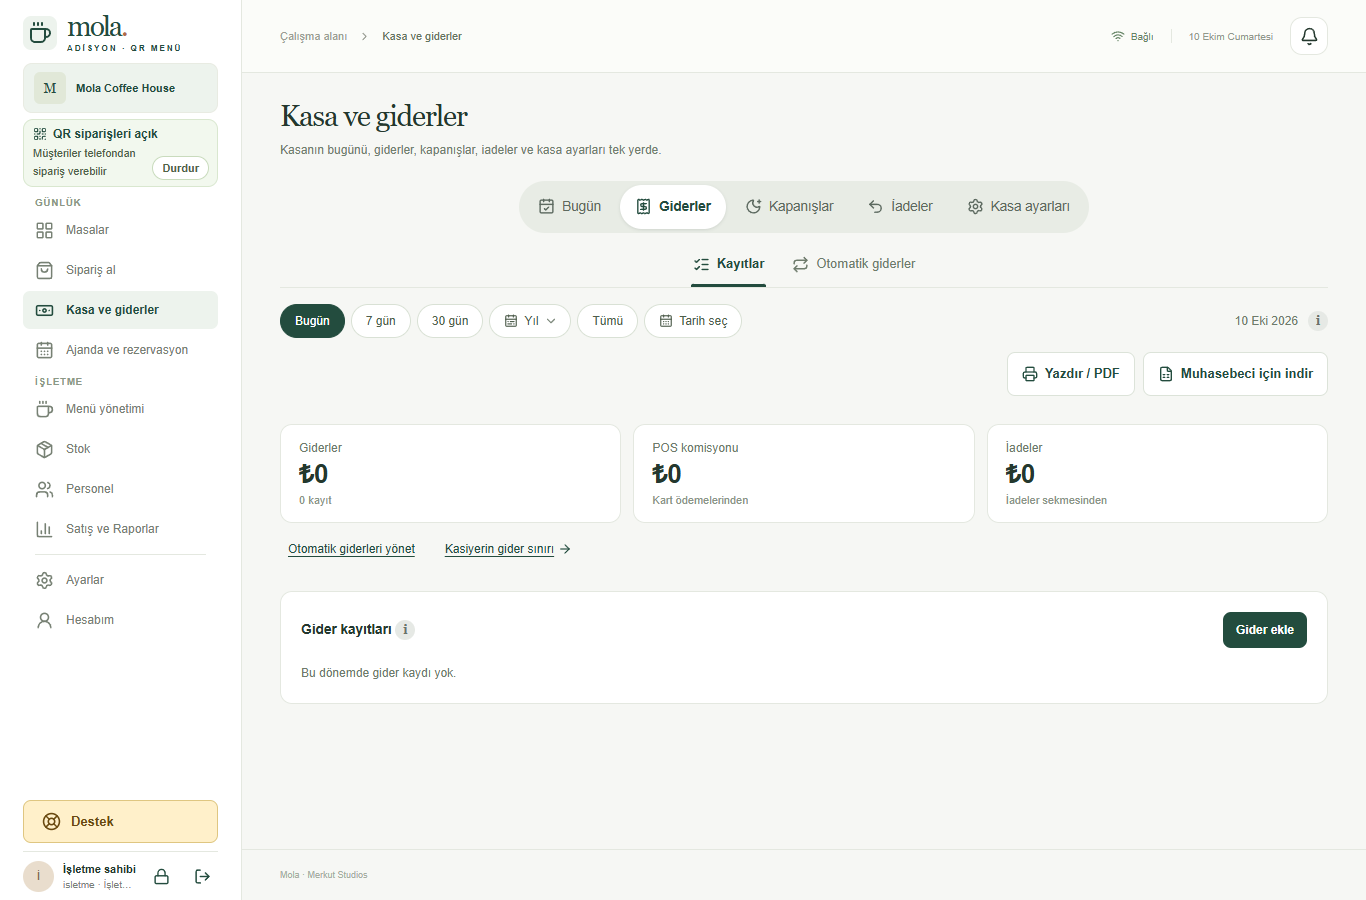 mola.
ADİSYON · QR MENÜ
M
Mola Coffee House
QR siparişleri açık
Müşteriler telefondan
sipariş verebilir
Durdur
GÜNLÜK
Masalar
Sipariş al
Kasa ve giderler
Ajanda ve rezervasyon
İŞLETME
Menü yönetimi
Stok
Personel
Satış ve Raporlar
Ayarlar
Hesabım
Destek
İ
İşletme sahibi
isletme · İşlet...
Çalışma alanı
Kasa ve giderler
Bağlı
10 Ekim Cumartesi
Kasa ve giderler
Kasanın bugünü, giderler, kapanışlar, iadeler ve kasa ayarları tek yerde.
Bugün
Giderler
Kapanışlar
İadeler
Kasa ayarları
Kayıtlar
Otomatik giderler
Bugün
7 gün
30 gün
Yıl
Tümü
Tarih seç
10 Eki 2026
i
Yazdır / PDF
Muhasebeci için indir
Giderler
₺0
0 kayıt
POS komisyonu
₺0
Kart ödemelerinden
İadeler
₺0
İadeler sekmesinden
Otomatik giderleri yönet
Kasiyerin gider sınırı
Gider kayıtları
i
Gider ekle
Bu dönemde gider kaydı yok.
Mola · Merkut Studios